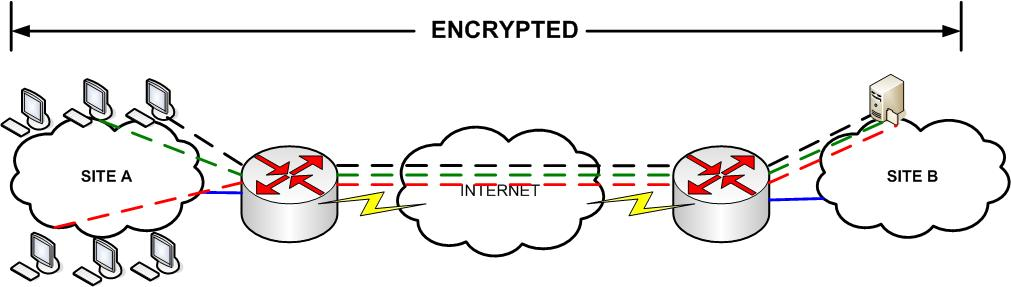 ENCRYPTED
SITE A
INTERNET
SITE B